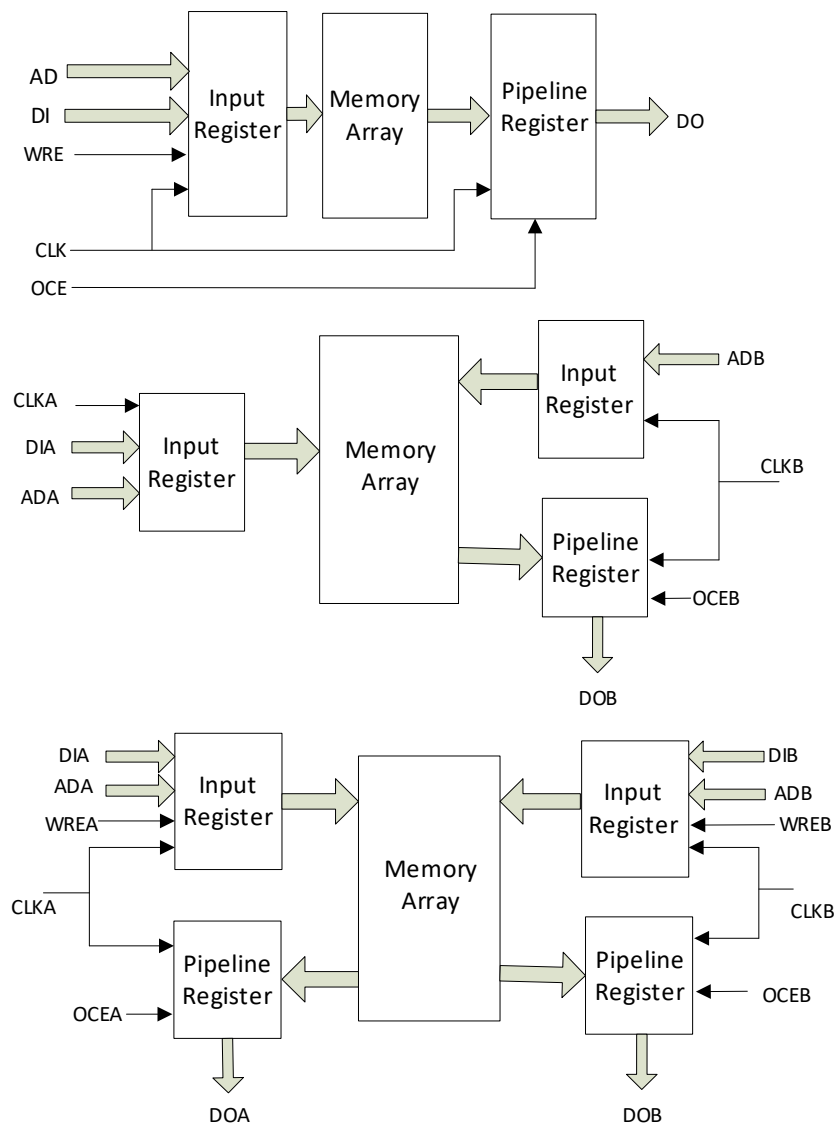 AD
DI
WRE
CLK
OCE
Input
Register
Memory
Array
Pipeline
Register
DO
CLKA
DIA
ADA
Input
Register
Memory
Array
Input
Register
ADB
CLKB
Pipeline
Register
OCEB
DOB
DIA
ADA
WREA
CLKA
OCEA
Input
Register
Pipeline
Register
DOA
Memory
Array
Input
Register
DIB
ADB
WREB
CLKB
Pipeline
Register
OCEB
DOB